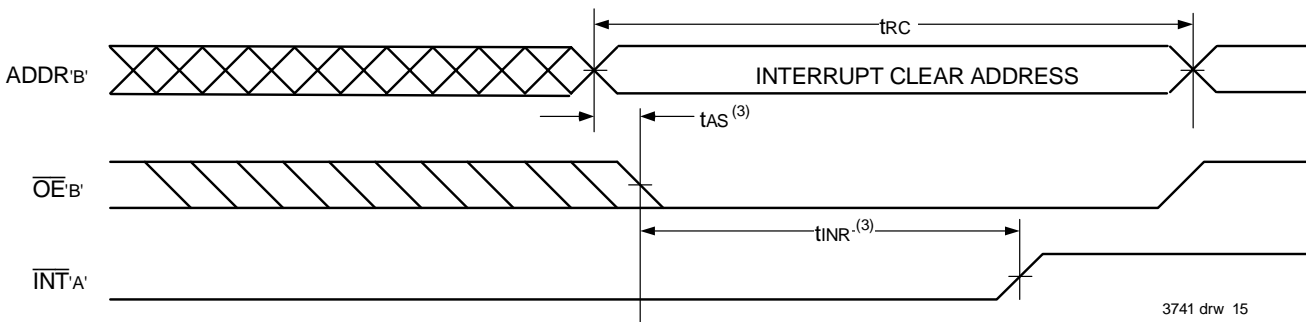 tRC
ADDR'B'
INTERRUPT CLEAR ADDRESS
tAS (3)
OE'B'
tINR (3)
INT'A'
3741 drw 15